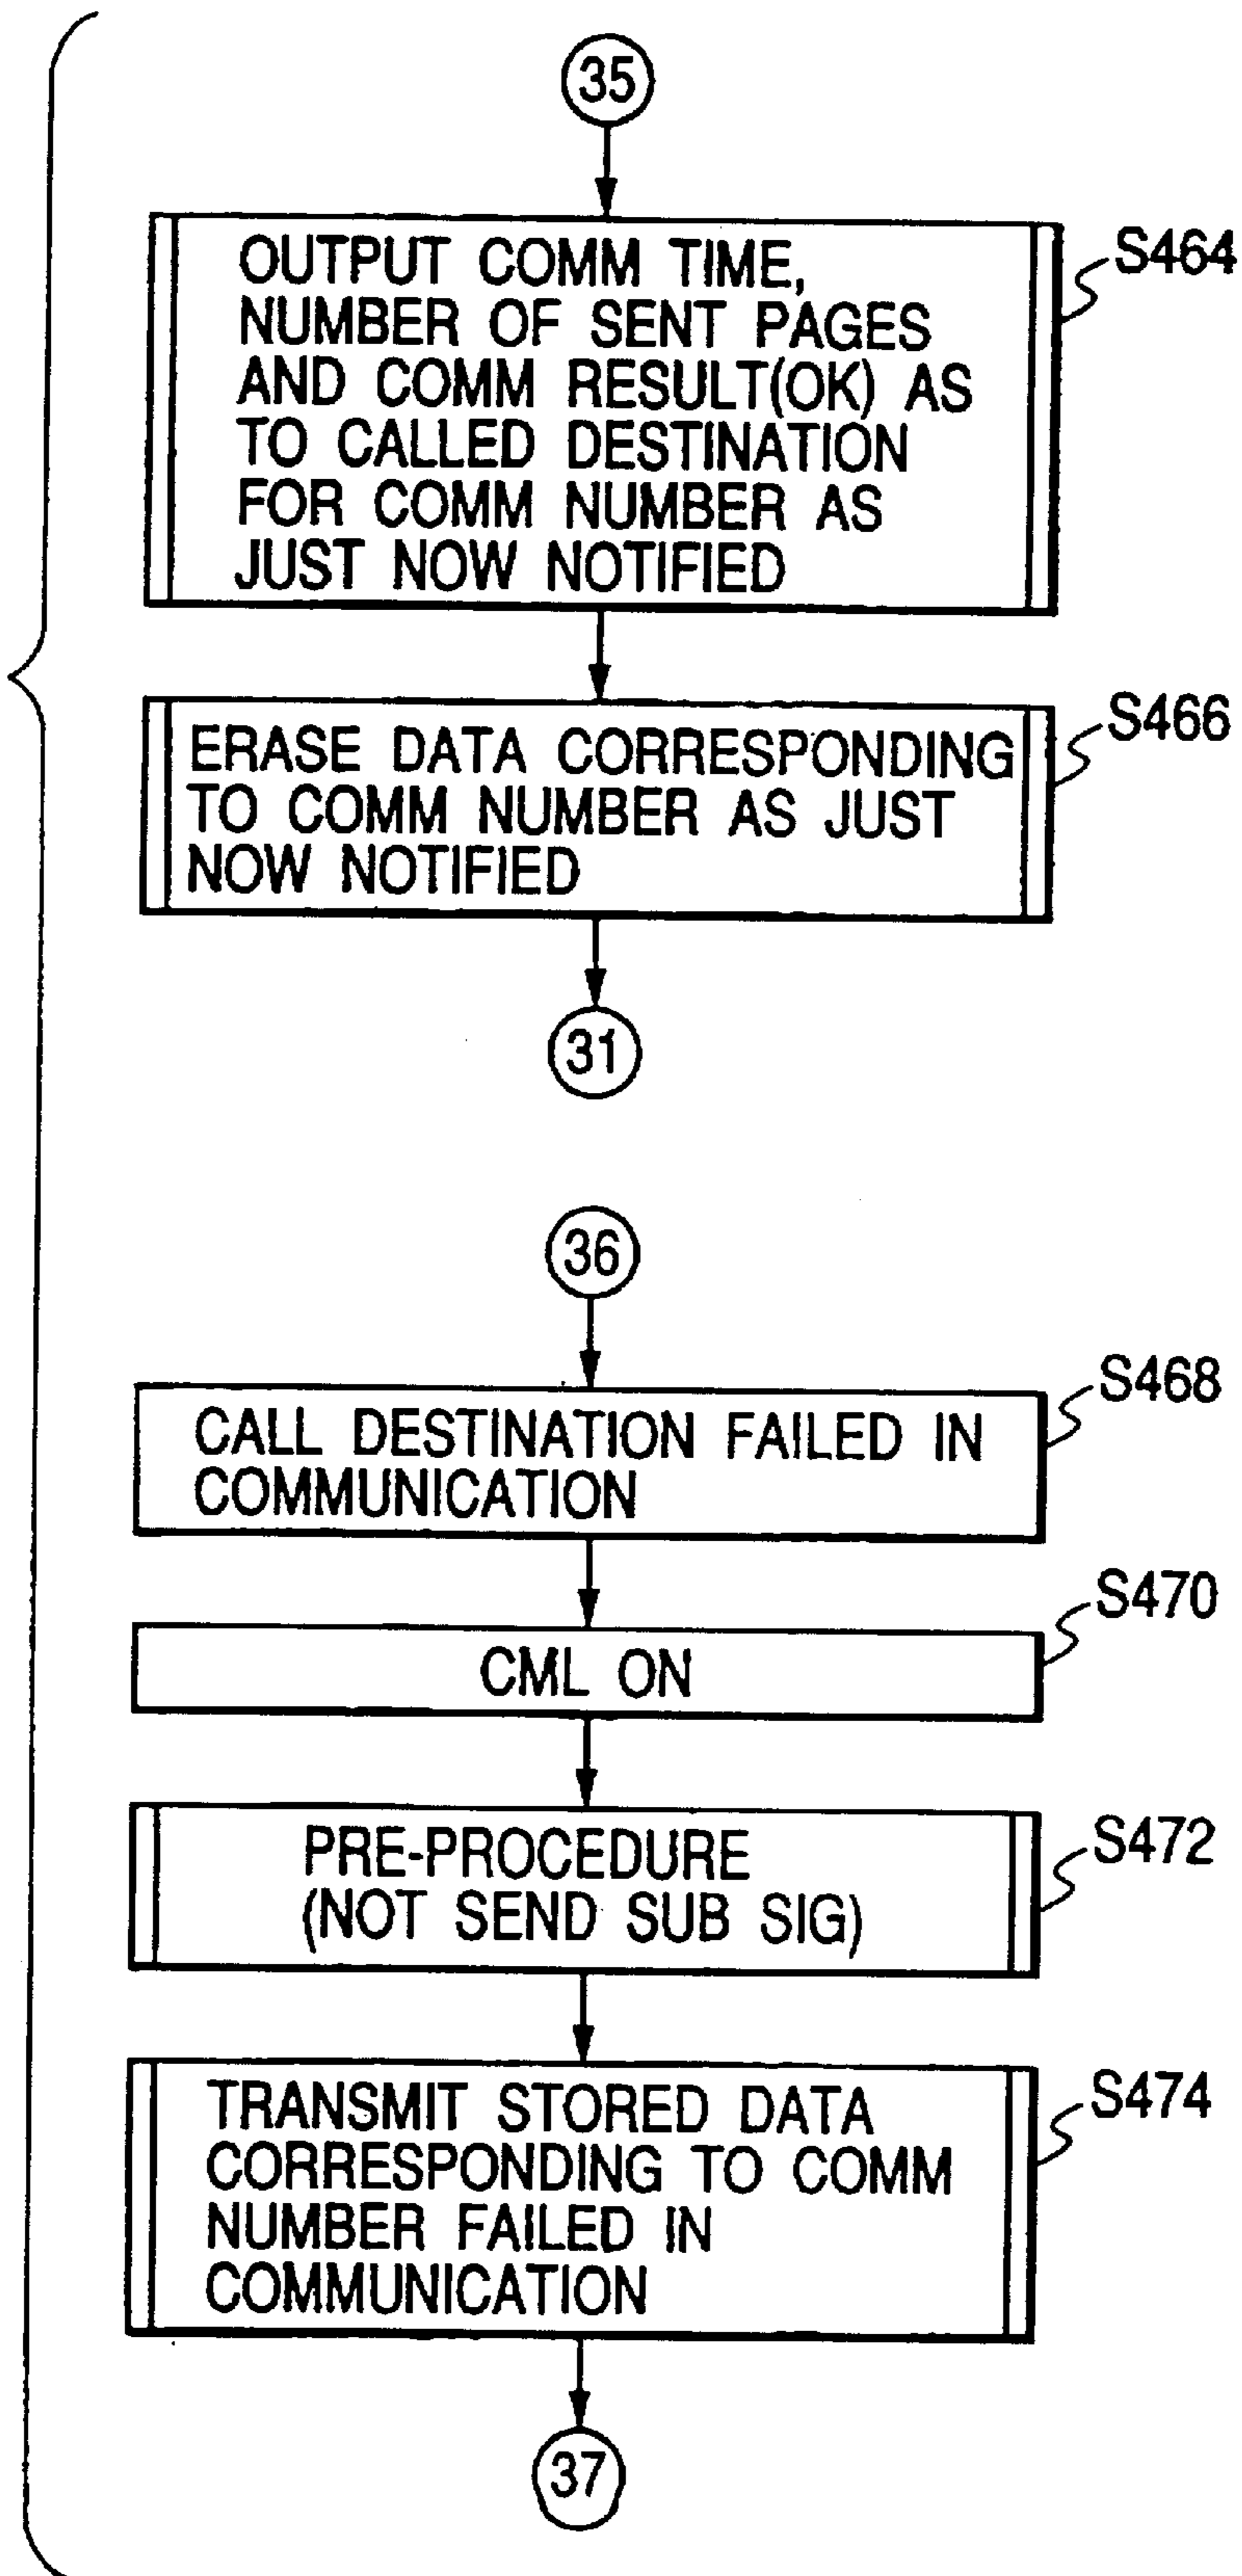 35
OUTPUT COMM TIME,
NUMBER OF SENT PAGES
AND COMM RESULT(OK) AS
TO CALLED DESTINATION
FOR COMM NUMBER AS
JUST NOW NOTIFIED
S464
ERASE DATA CORRESPONDING
TO COMM NUMBER AS JUST
NOW NOTIFIED
S466
31
36
CALL DESTINATION FAILED IN
COMMUNICATION
S468
CML ON
S470
PRE-PROCEDURE
(NOT SEND SUB SIG)
S472
TRANSMIT STORED DATA
CORRESPONDING TO COMM
NUMBER FAILED IN
COMMUNICATION
S474
37